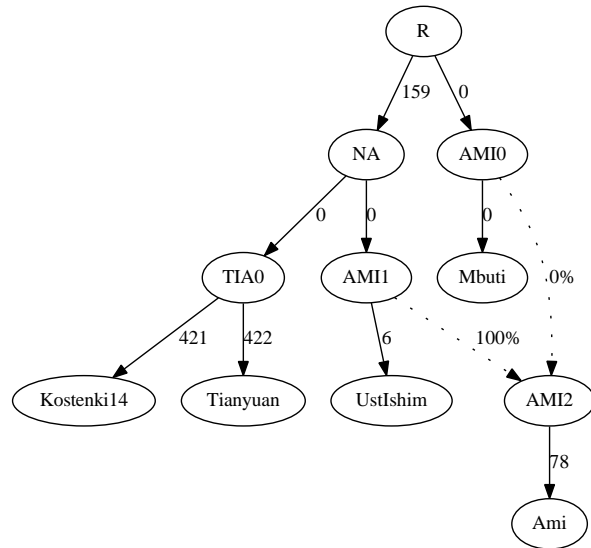 R
159
0
NA
AMI0
0
0
0
TIA0
AMI1
Mbuti
0%
421
422
6
100%
Kostenki14
Tianyuan
UstIshim
AMI2
78
Ami